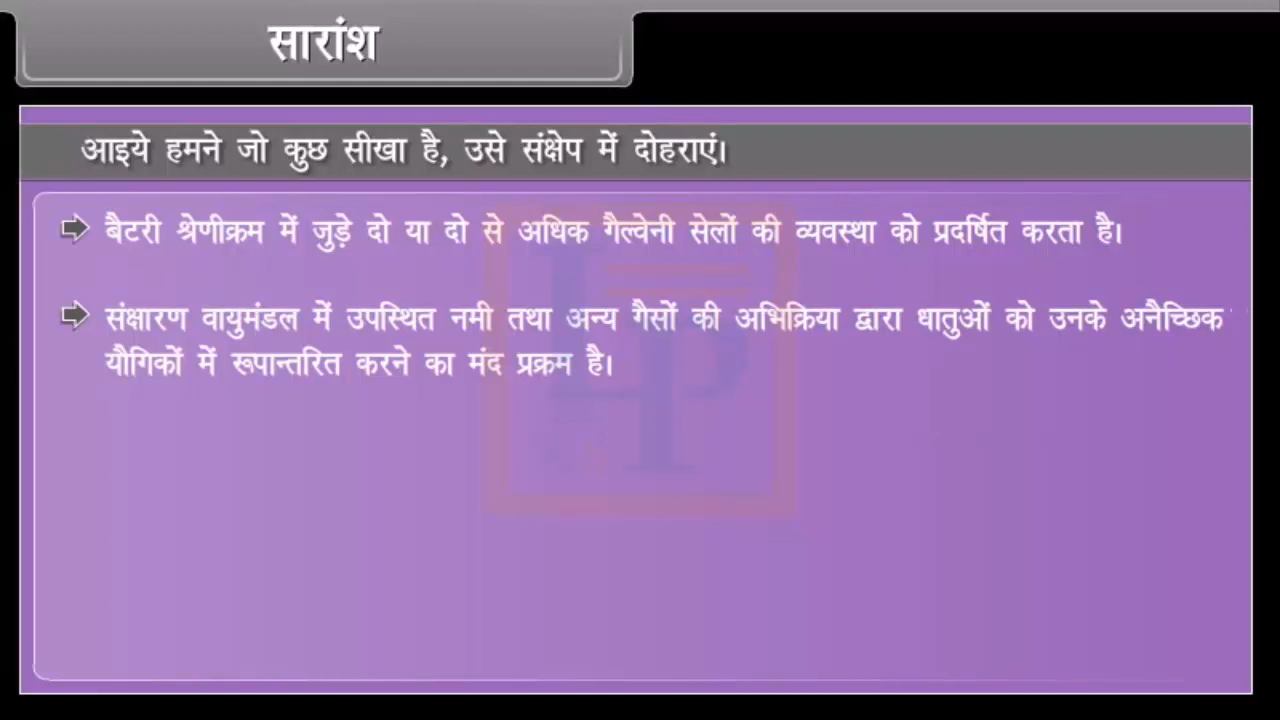 सारांश
आइये हमने जो कुछ सीखा है, उसे संक्षेप में दोहराएं।
बैटरी श्रेणीक्रम में जुड़े दो या दो से अधिक गैल्वेनी सेलों की व्यवस्था को प्रदर्षित करता है।
संक्षारण वायुमंडल में उपस्थित नमी तथा अन्य गैसों की अभिक्रिया द्वारा धातुओं को उनके अनैच्छिक
यौगिकों में रूपान्तरित करने का मंद प्रक्रम है।